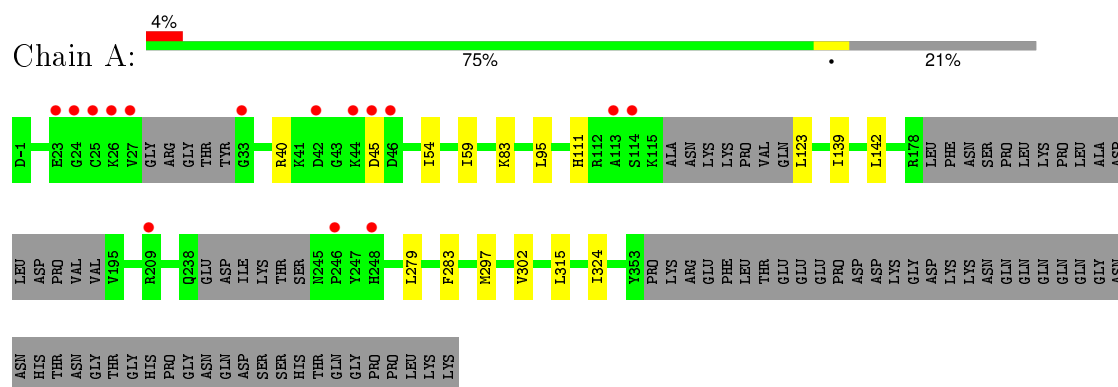 4%
Chain A: 75% • 21%
D-1 E23 G24 C25 K26 V27 GLY ARG GLY THR TYR G33 R40 K41 D42 G43 K44 D45 D46 I54 I59 K83 L95 H111 R112 A113 S114 K115 ALA ASN LYS LYS PRO VAL GLN L123 I139 L142 R178 LEU PHE ASN SER PRO LEU LYS PRO LEU ALA ASP
LEU ASP PRO VAL VAL V195 R209 Q238 GLU ASP ILE LYS THR SER N245 P246 Y247 H248 L279 F283 M297 V302 L315 I324 Y353 PRO LYS ARG GLU PHE LEU THR GLU GLU GLU PRO ASP ASP LYS GLY ASP LYS LYS ASN GLN GLN GLN GLN GLN GLY ASN
ASN HIS THR ASN GLY THR GLY HIS PRO GLY ASN GLN ASP SER SER HIS THR GLN GLY PRO PRO LEU LYS LYS